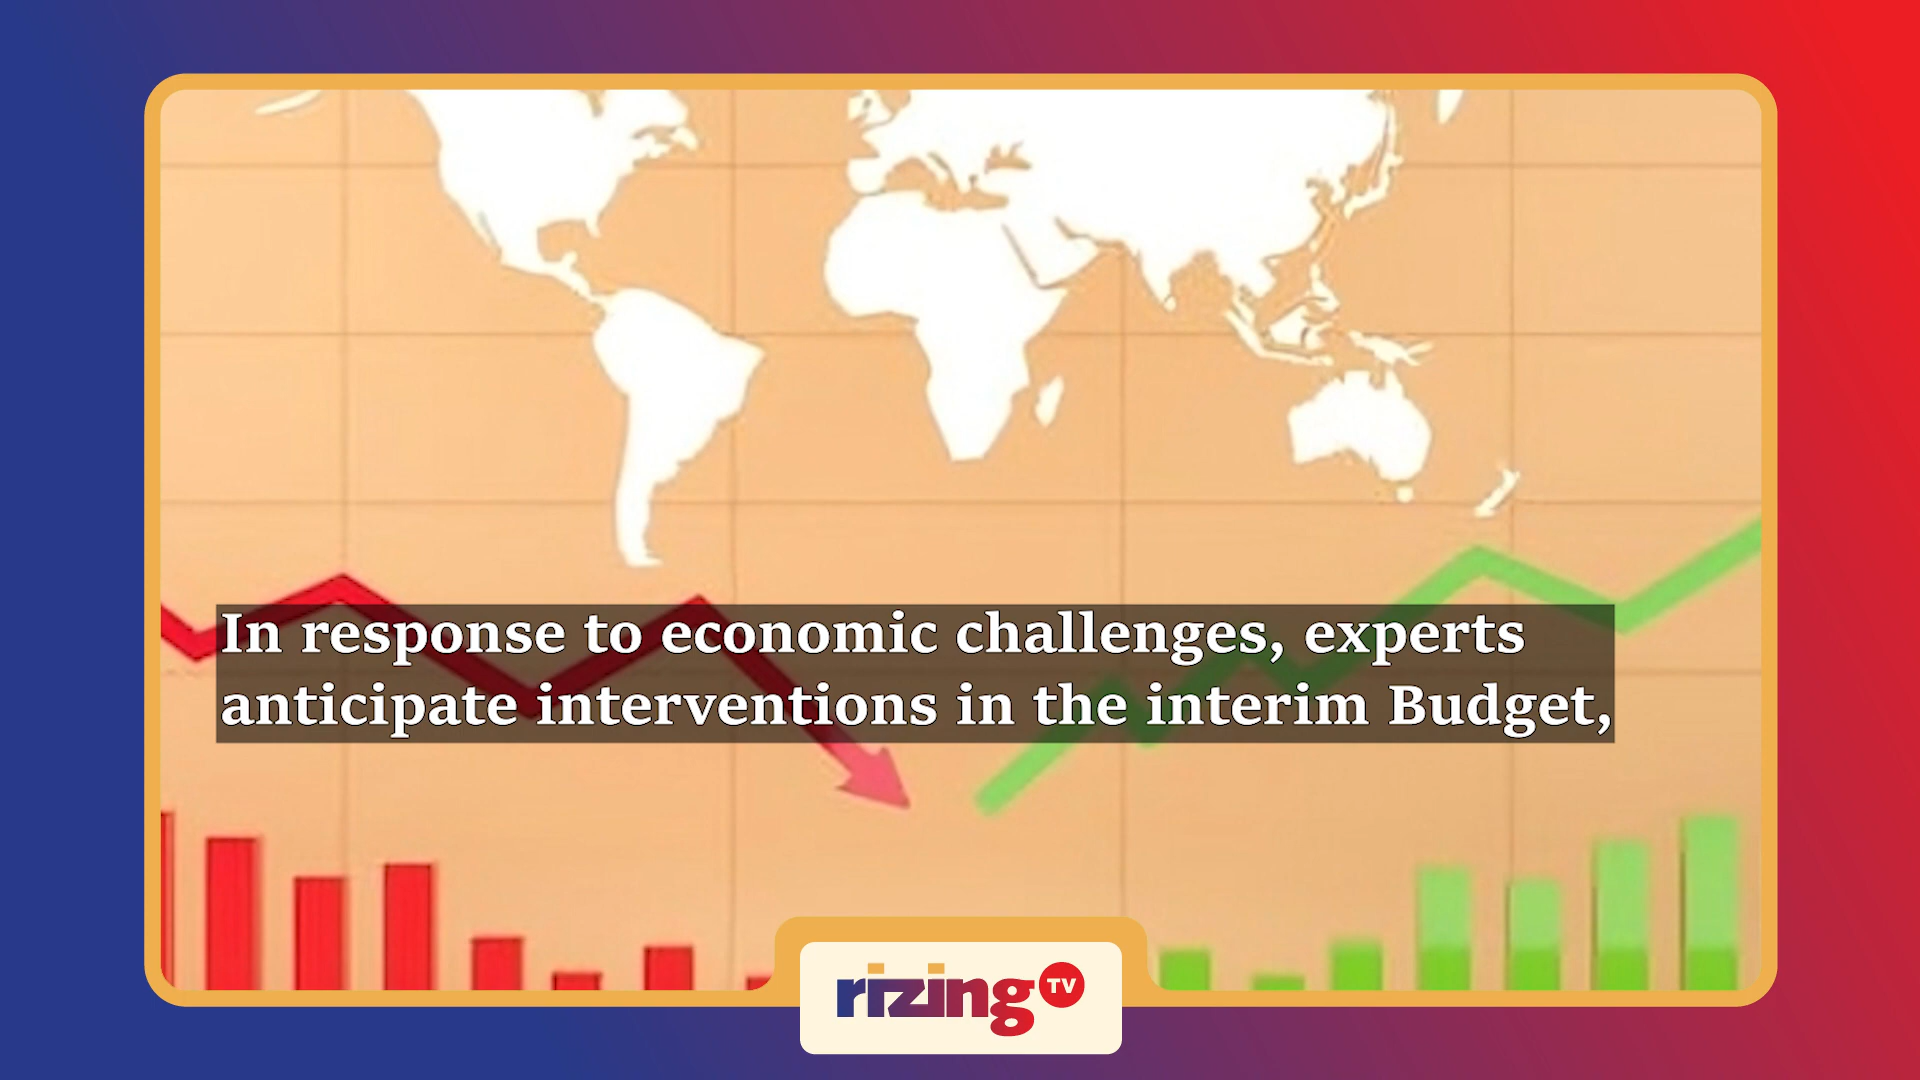 In response to economic challenges, experts
anticipate interventions in the interim Budget,
rizing TV